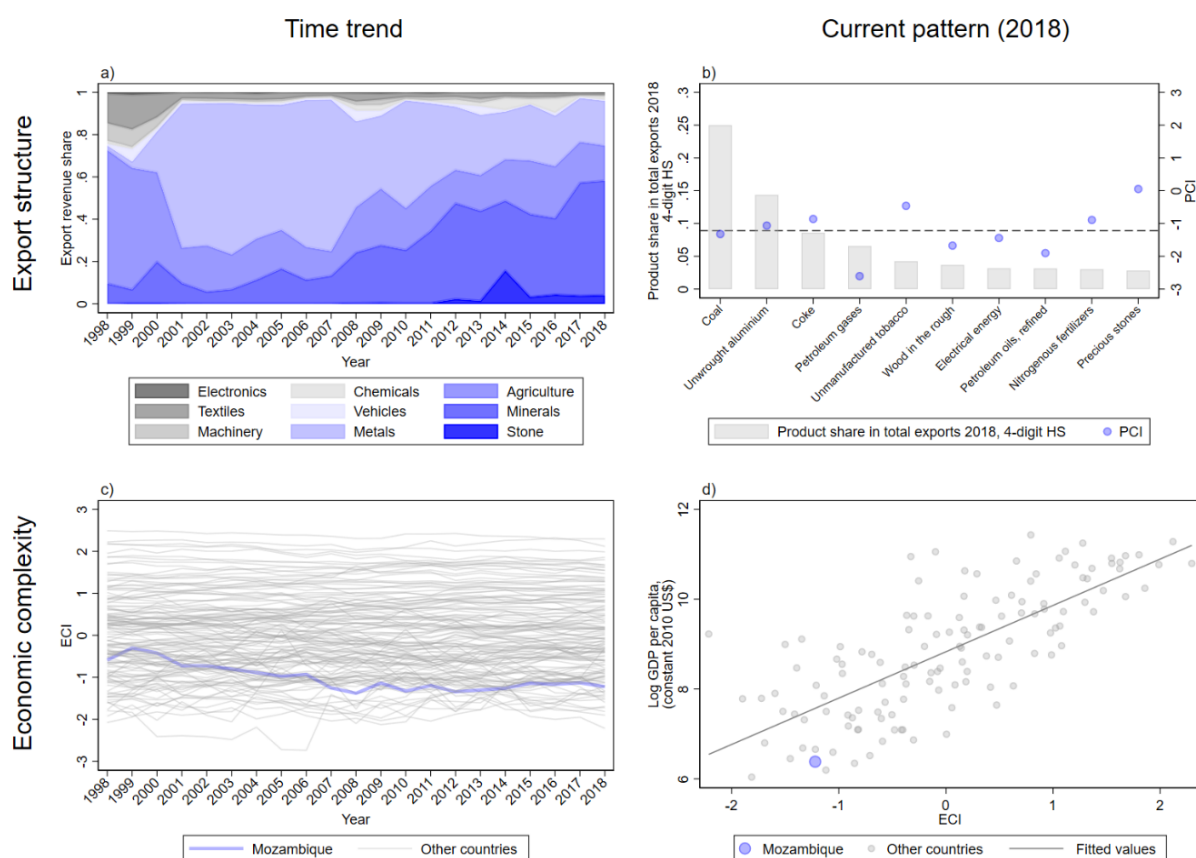 Time trend
Current pattern (2018)
Export structure
Economic complexity
a)
Export revenue share
1
.8
.6
.4
.2
0
1998
1999
2000
2001
2002
2003
2004
2005
2006
2007
2008
2009
2010
2011
2012
2013
2014
2015
2016
2017
2018
Year
Electronics
Chemicals
Agriculture
Textiles
Vehicles
Minerals
Machinery
Metals
Stone
b)
Product share in total exports 2018
4-digit HS
.3
.25
.2
.15
.1
.05
0
3
2
1
0
-1
-2
-3
PCI
Coal
Unwrought aluminium
Coke
Petroleum gases
Unmanufactured tobacco
Wood in the rough
Electrical energy
Petroleum oils, refined
Nitrogenous fertilizers
Precious stones
Product share in total exports 2018, 4-digit HS
PCI
c)
ECI
3
2
1
0
-1
-2
-3
1998
1999
2000
2001
2002
2003
2004
2005
2006
2007
2008
2009
2010
2011
2012
2013
2014
2015
2016
2017
2018
Year
Mozambique
Other countries
d)
Log GDP per capita,
(constant 2010 US$)
12
10
8
6
-2
-1
0
1
2
ECI
Mozambique
Other countries
Fitted values